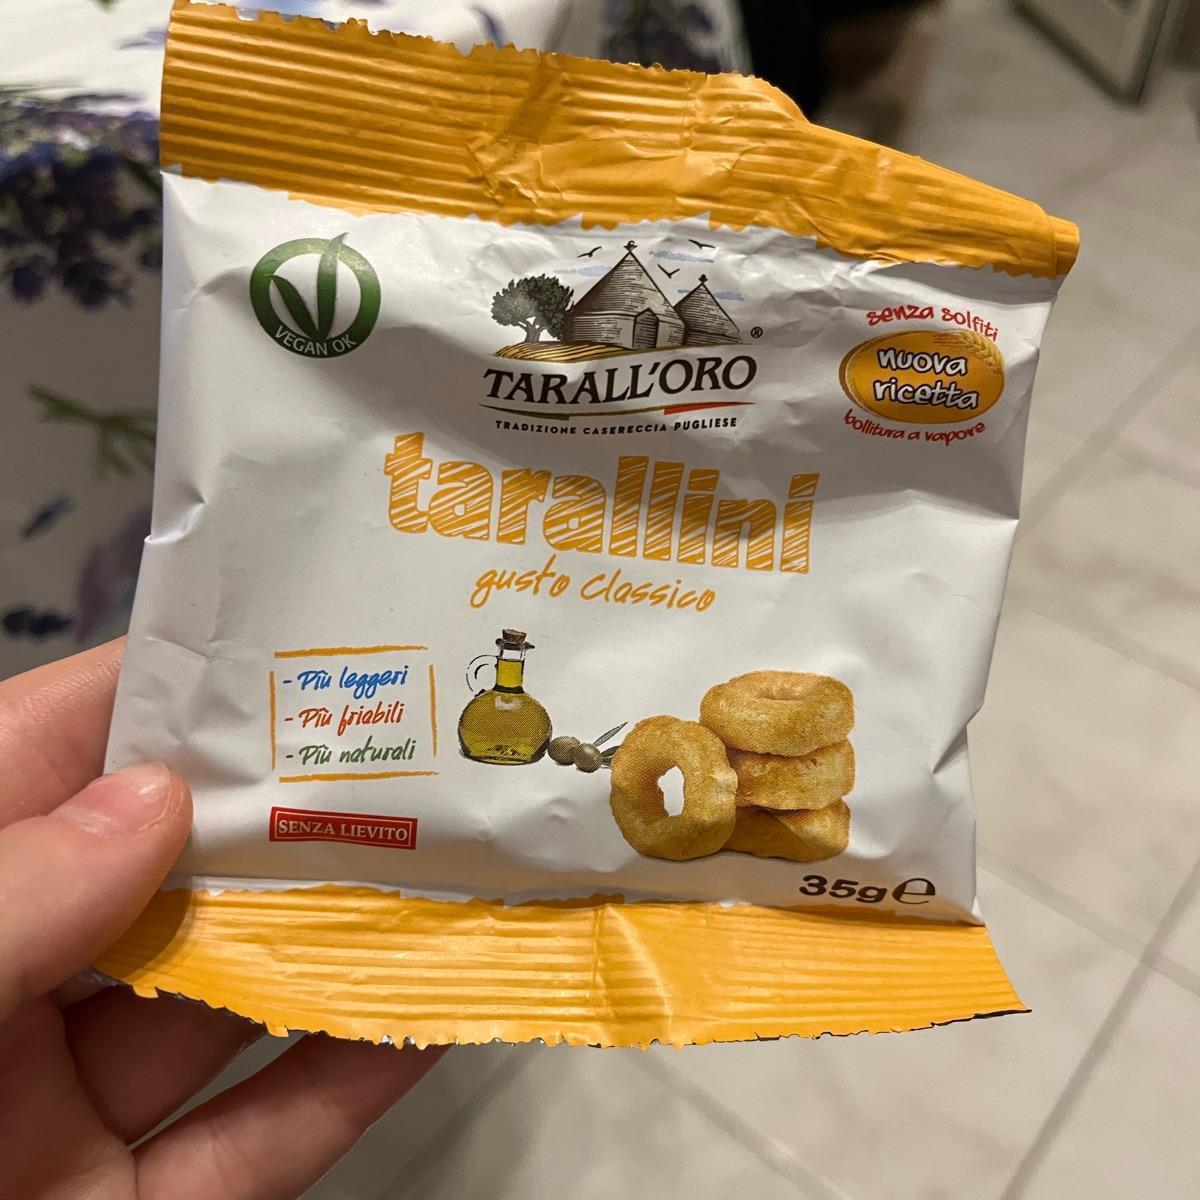 VEGAN OK
®
TARALL'ORO
TRADIZIONE CASERECCIA PUGLIESE
senza solfiti
nuova
ricetta
bollitura a vapore
tarallini
gusto classico
- Più leggeri
- Più friabili
- Più naturali
SENZA LIEVITO
35g℮